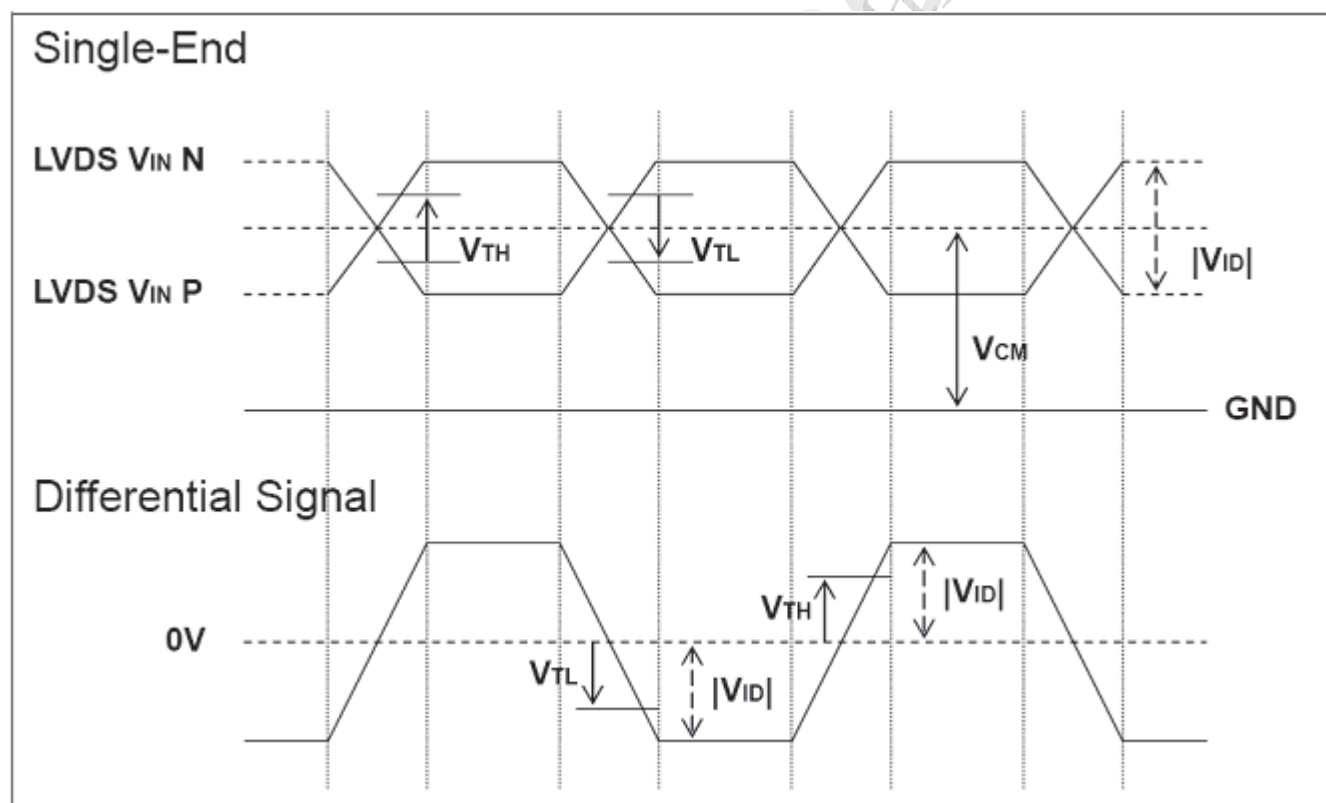 Single-End
LVDS VIN N
VTH
VTL
|VID|
LVDS VIN P
VCM
GND
Differential Signal
VTH
|VID|
0V
VTL
|VID|